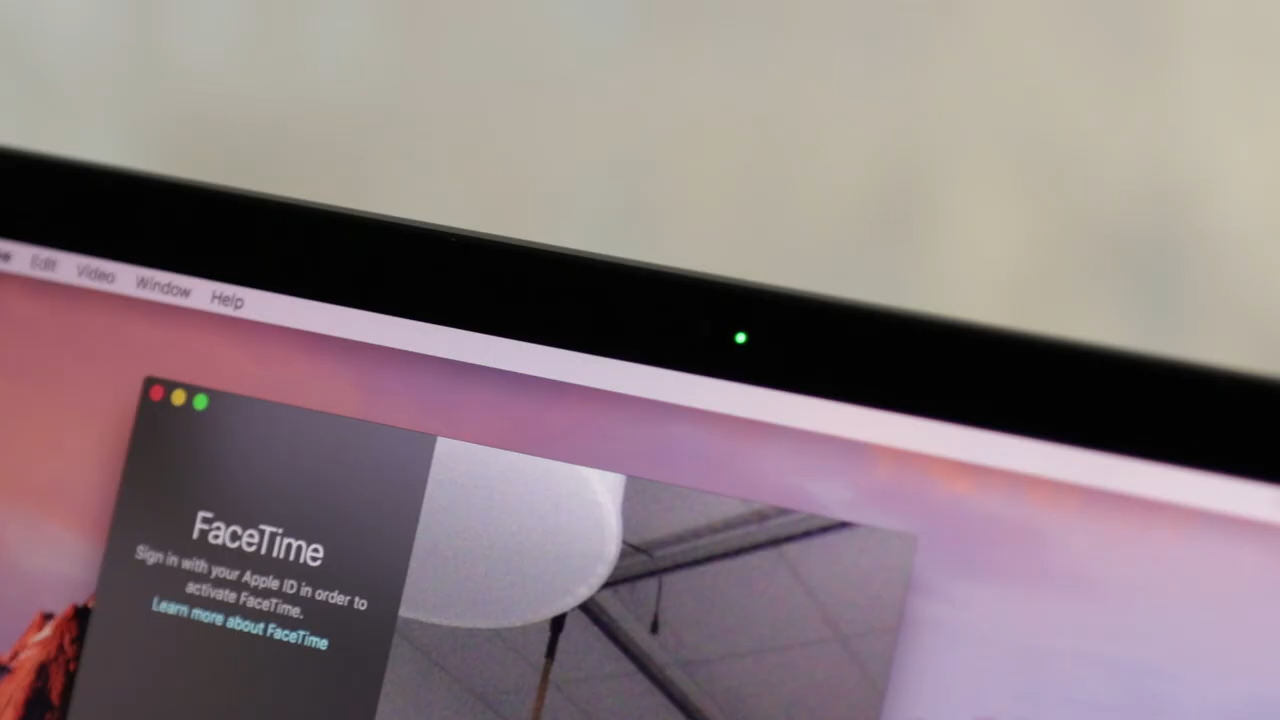 Edit Video Window Help
FaceTime
Sign in with your Apple ID in order to
activate FaceTime.
Learn more about FaceTime